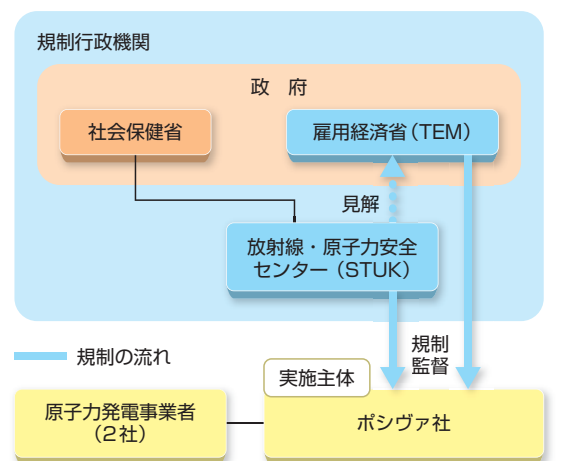 規制行政機関
政 府
社会保健省
雇用経済省（TEM）
見解
放射線・原子力安全
センター（STUK）
規制の流れ
規制
監督
実施主体
原子力発電事業者
（2社）
ポシヴァ社